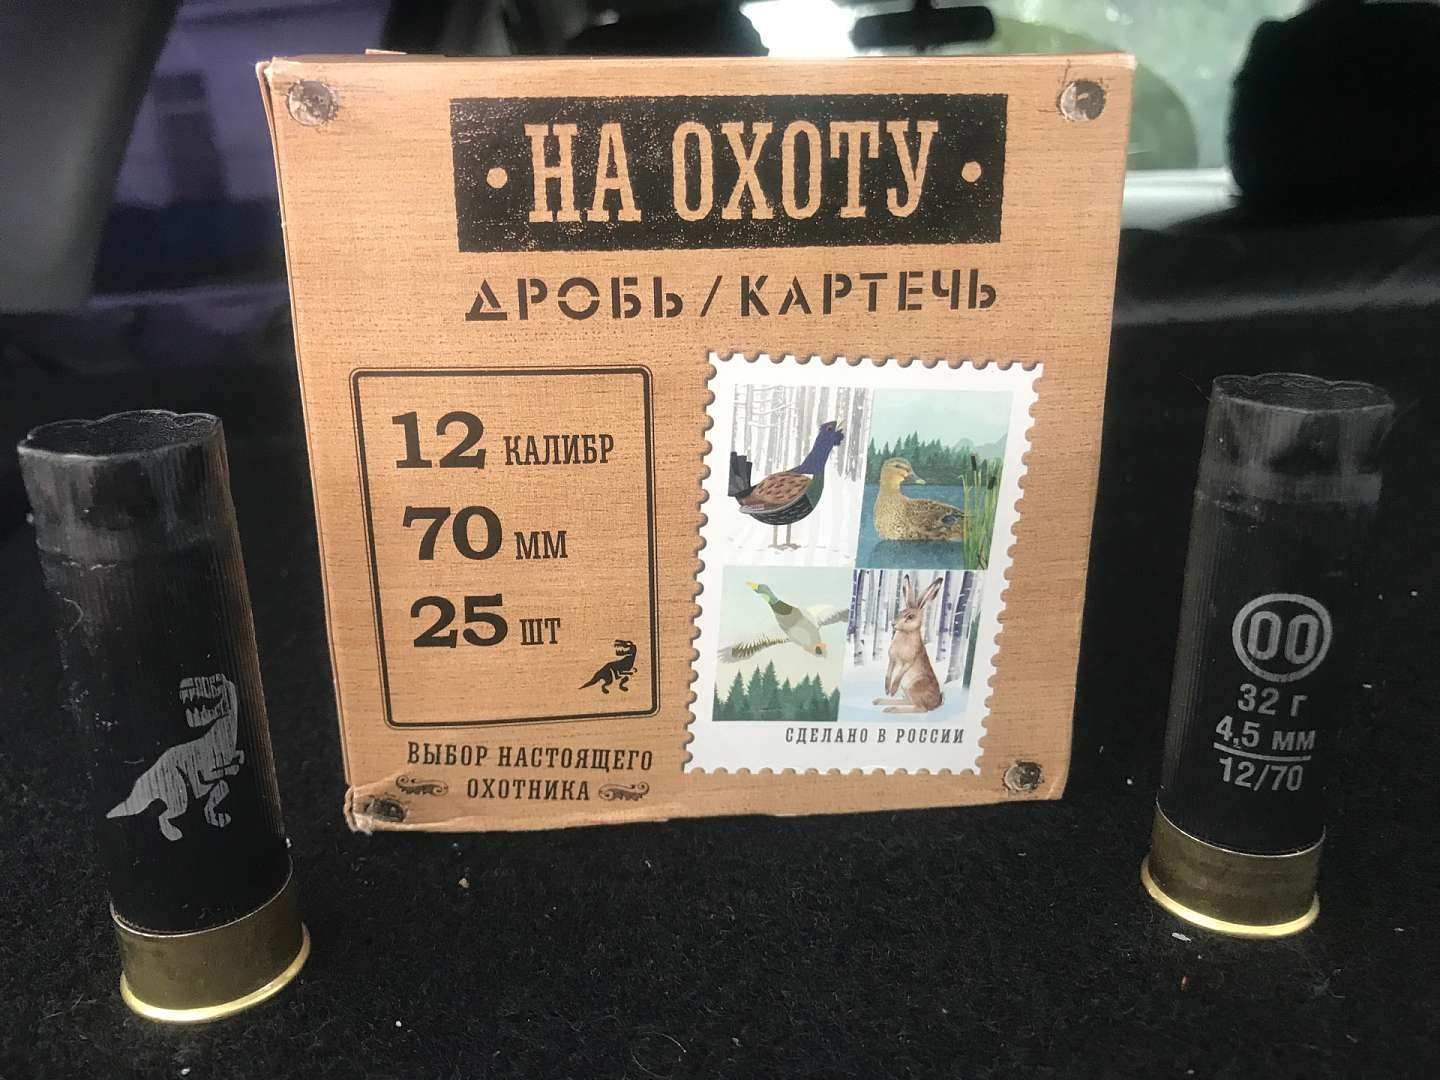 · НА ОХОТУ ·
ДРОБЬ / КАРТЕЧЬ
12 КАЛИБР
70 ММ
25 ШТ
ВЫБОР НАСТОЯЩЕГО
ОХОТНИКА
СДЕЛАНО В РОССИИ
00
32 г
4,5 мм
12/70